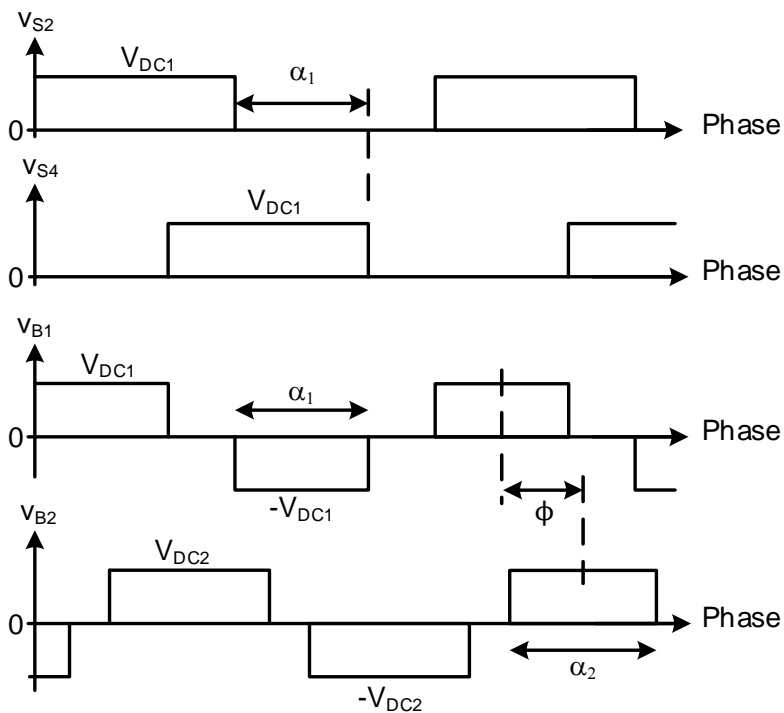 vS2
VDC1
α1
0
Phase
vS4
VDC1
0
Phase
vB1
VDC1
α1
0
Phase
-VDC1
ϕ
vB2
VDC2
0
Phase
-VDC2
α2